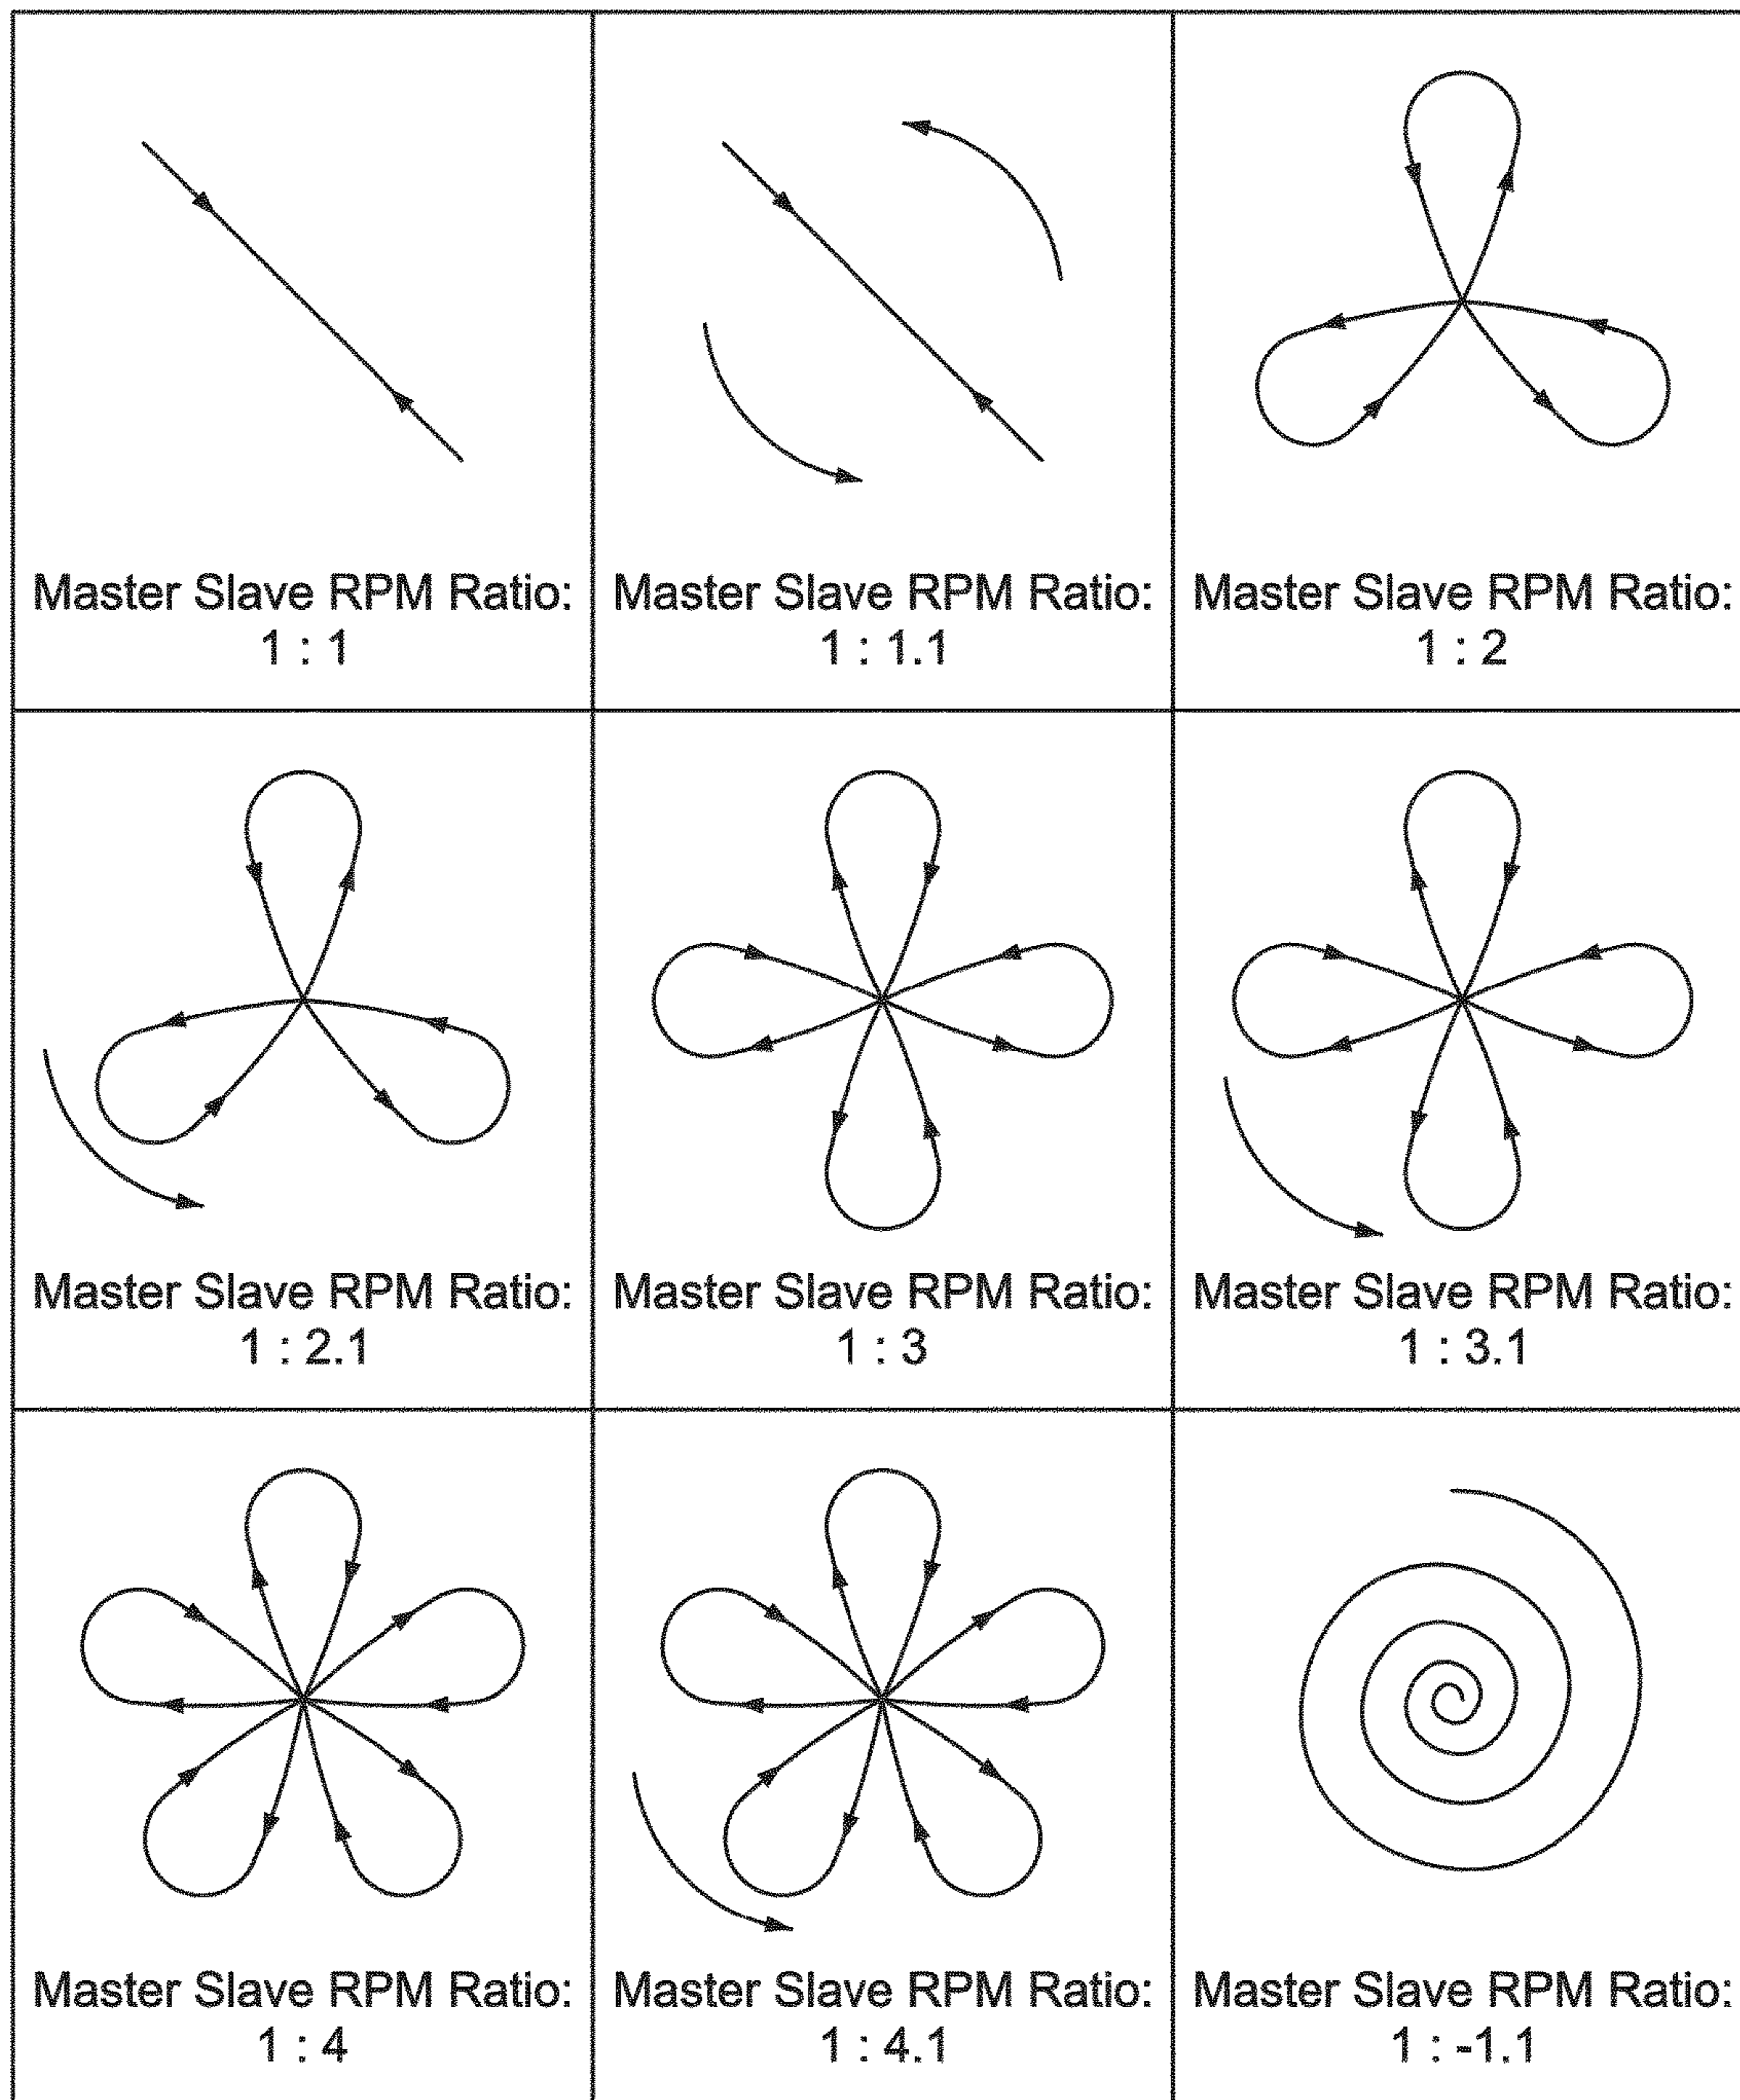 Master Slave RPM Ratio:
1 : 1
Master Slave RPM Ratio:
1 : 1.1
Master Slave RPM Ratio:
1 : 2
Master Slave RPM Ratio:
1 : 2.1
Master Slave RPM Ratio:
1 : 3
Master Slave RPM Ratio:
1 : 3.1
Master Slave RPM Ratio:
1 : 4
Master Slave RPM Ratio:
1 : 4.1
Master Slave RPM Ratio:
1 : -1.1